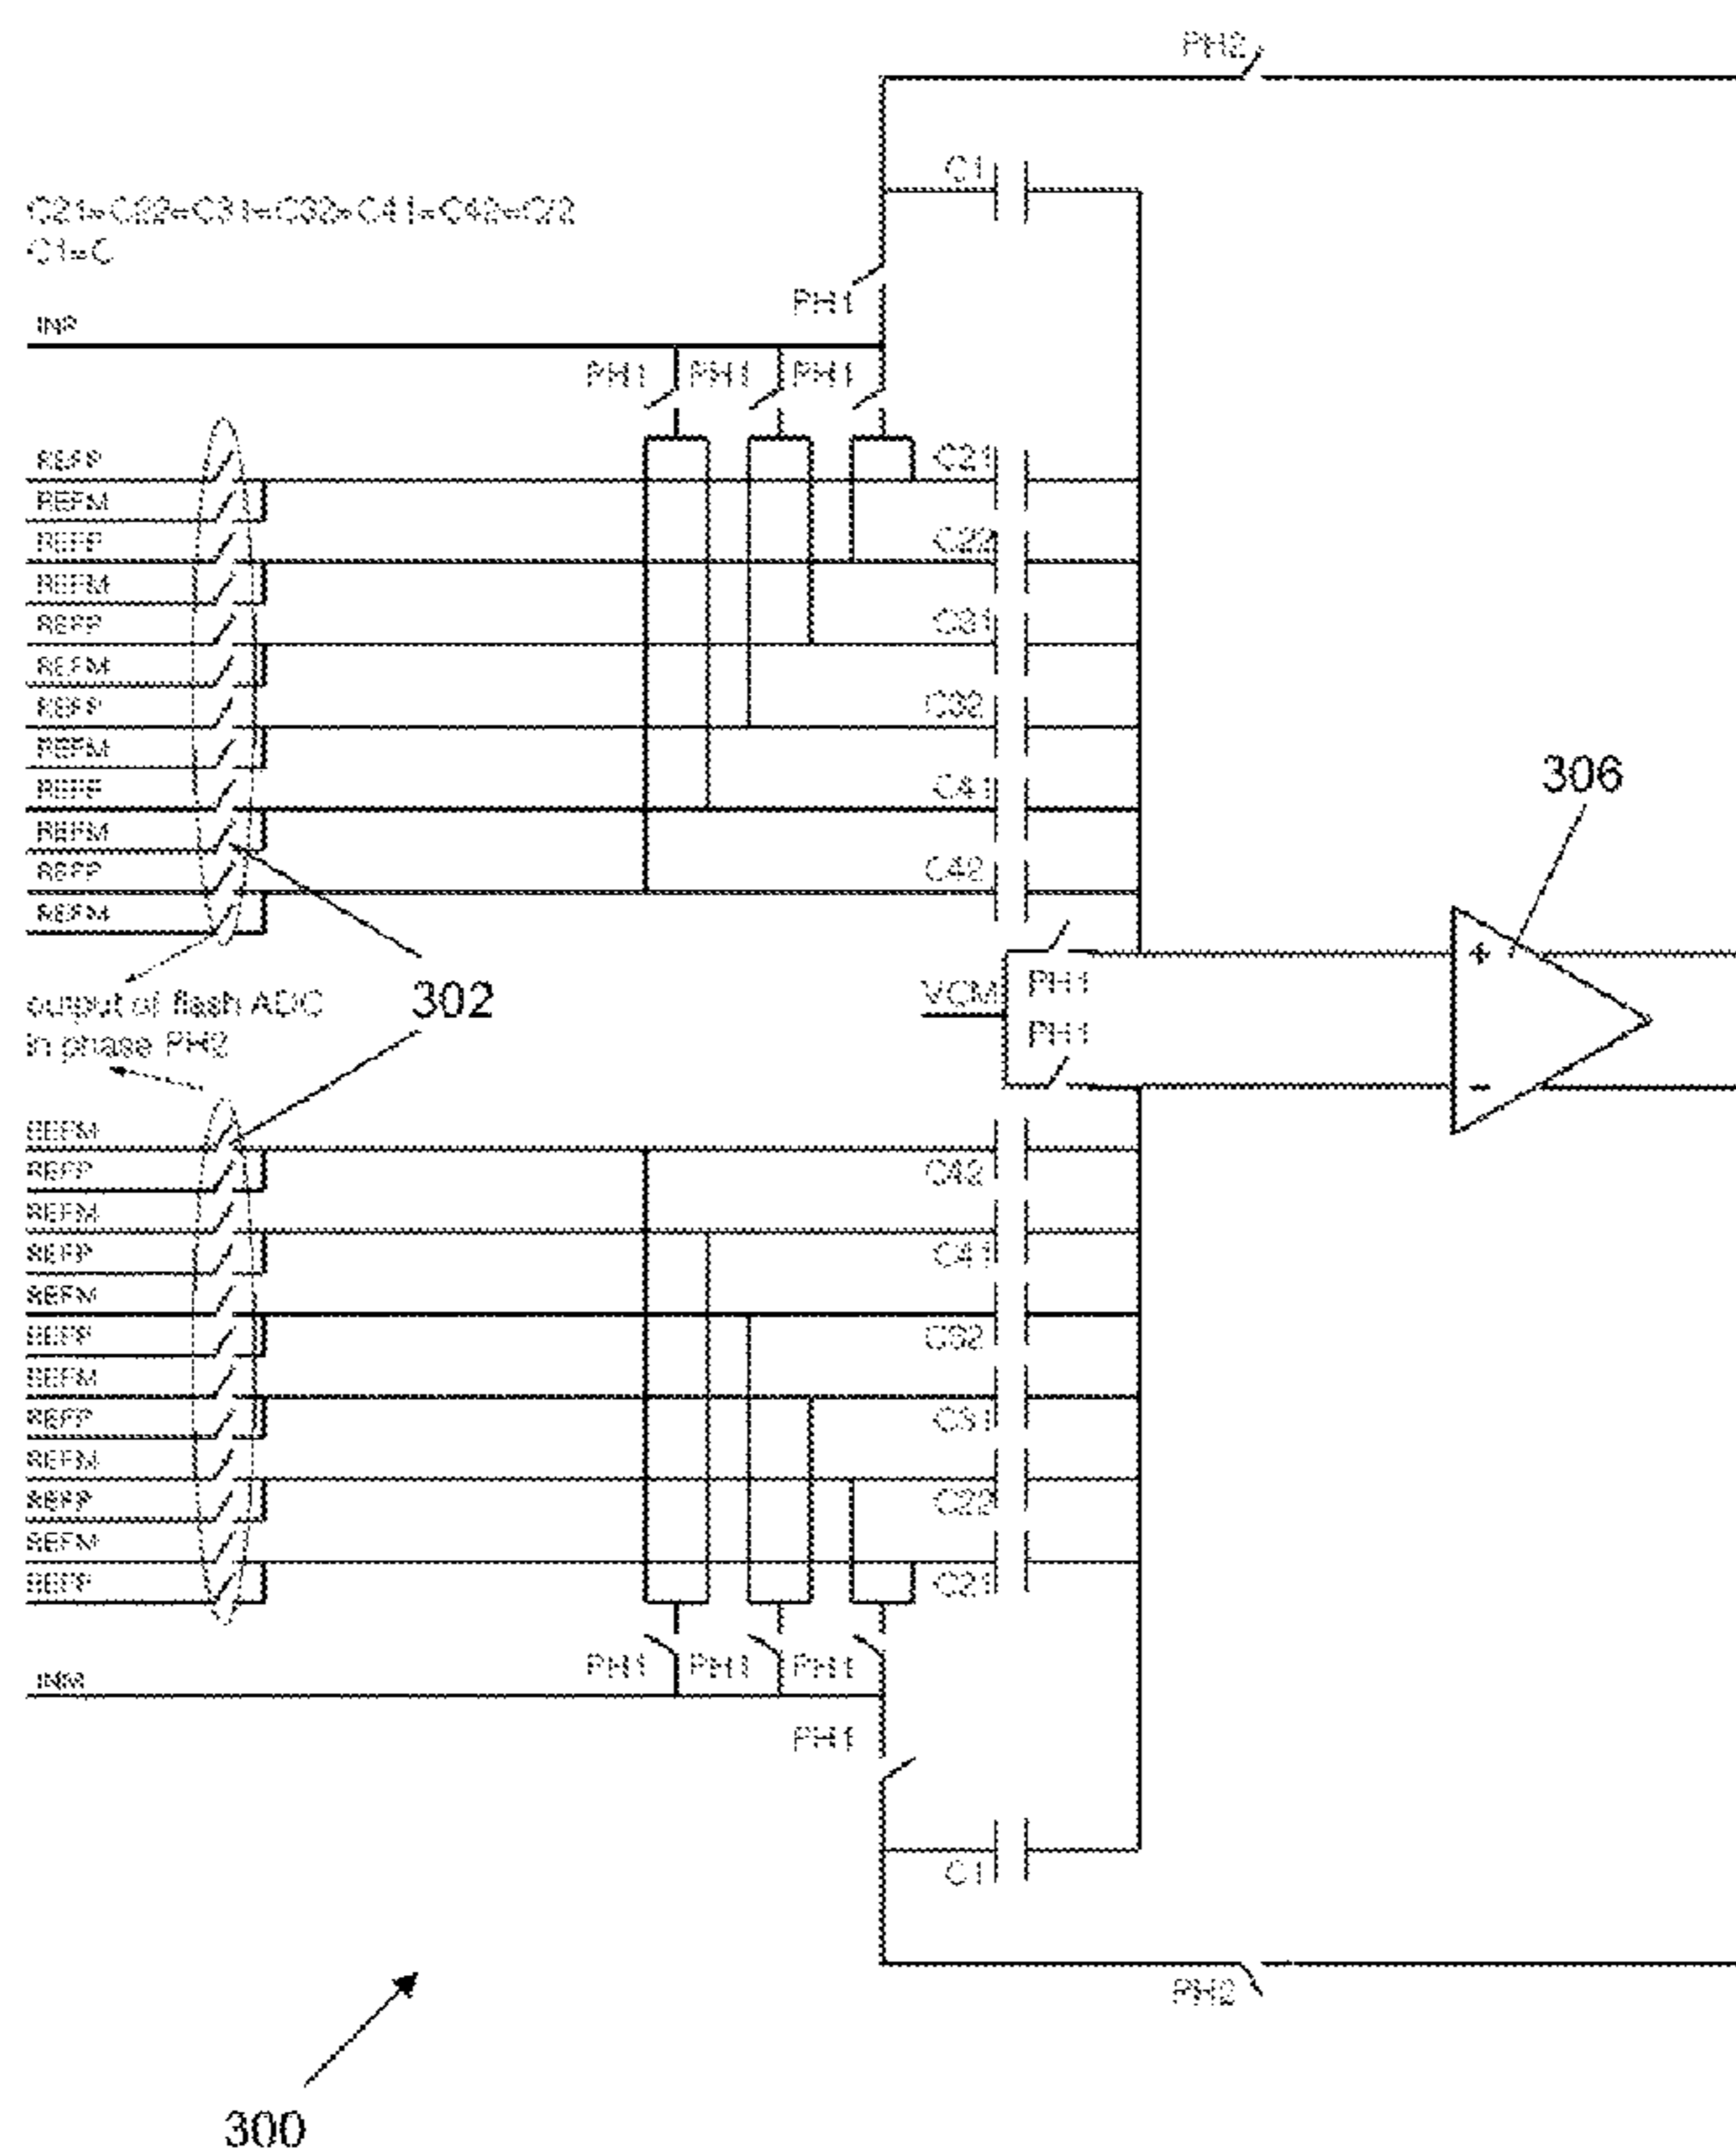 PH2
C1
C21=C22=C31=C32=C41=C42=C/2
C1=C
PH1
INP
PH1 PH1 PH1
REFP C21
REFM
REFP C22
REFM
REFP C31
REFM
REFP C32
REFM
306
REFP C41
REFM
REFP C42
REFM
+
output of flash ADC 302 VCM PH1
in phase PH2 PH1
-
REFM
REFP C42
REFM
REFP C41
REFM
REFP C32
REFM
REFP C31
REFM
REFP C22
REFM
REFP C21
PH1 PH1 PH1
INM
PH1
C1
PH2
300